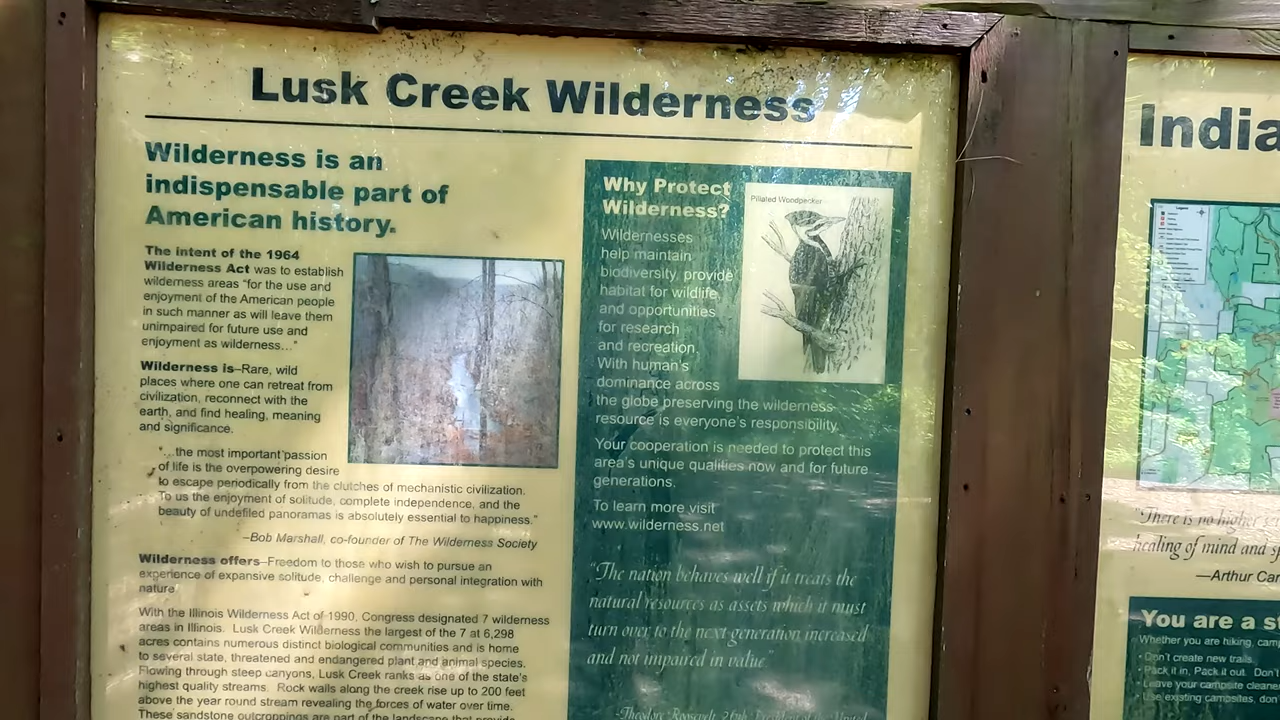 Lusk Creek Wilderness
Wilderness is an
indispensable part of
American history.
The intent of the 1964
Wilderness Act was to establish
wilderness areas "for the use and
enjoyment of the American people
in such manner as will leave them
unimpaired for future use and
enjoyment as wilderness..."
Wilderness is–Rare, wild
places where one can retreat from
civilization, reconnect with the
earth, and find healing, meaning
and significance.
"...the most important passion
of life is the overpowering desire
to escape periodically from the clutches of mechanistic civilization.
To us the enjoyment of solitude, complete independence, and the
beauty of undefiled panoramas is absolutely essential to happiness."
–Bob Marshall, co-founder of The Wilderness Society
Wilderness offers–Freedom to those who wish to pursue an
experience of expansive solitude, challenge and personal integration with
nature
With the Illinois Wilderness Act of 1990, Congress designated 7 wilderness
areas in Illinois. Lusk Creek Wilderness the largest of the 7 at 6,298
acres contains numerous distinct biological communities and is home
to several state, threatened and endangered plant and animal species.
Flowing through steep canyons, Lusk Creek ranks as one of the state's
highest quality streams. Rock walls along the creek rise up to 200 feet
above the year round stream revealing the forces of water over time.
These sandstone outcroppings are part of the landscape that provide
Why Protect
Wilderness?
Pileated Woodpecker
Wildernesses
help maintain
biodiversity, provide
habitat for wildlife
and opportunities
for research
and recreation.
With human's
dominance across
the globe preserving the wilderness
resource is everyone's responsibility.
Your cooperation is needed to protect this
area's unique qualities now and for future
generations.
To learn more visit
www.wilderness.net
"The nation behaves well if it treats the
natural resources as assets which it must
turn over to the next generation increased
and not impaired in value."
-Theodore Roosevelt, 26th President of the United
India
Legend
"There is no higher
healing of mind and
—Arthur Car
You are a st
Whether you are hiking, camp
• Don't create new trails.
• Pack it in, Pack it out. Don't
• Leave your campsite cleane
• Use existing campsites, don'